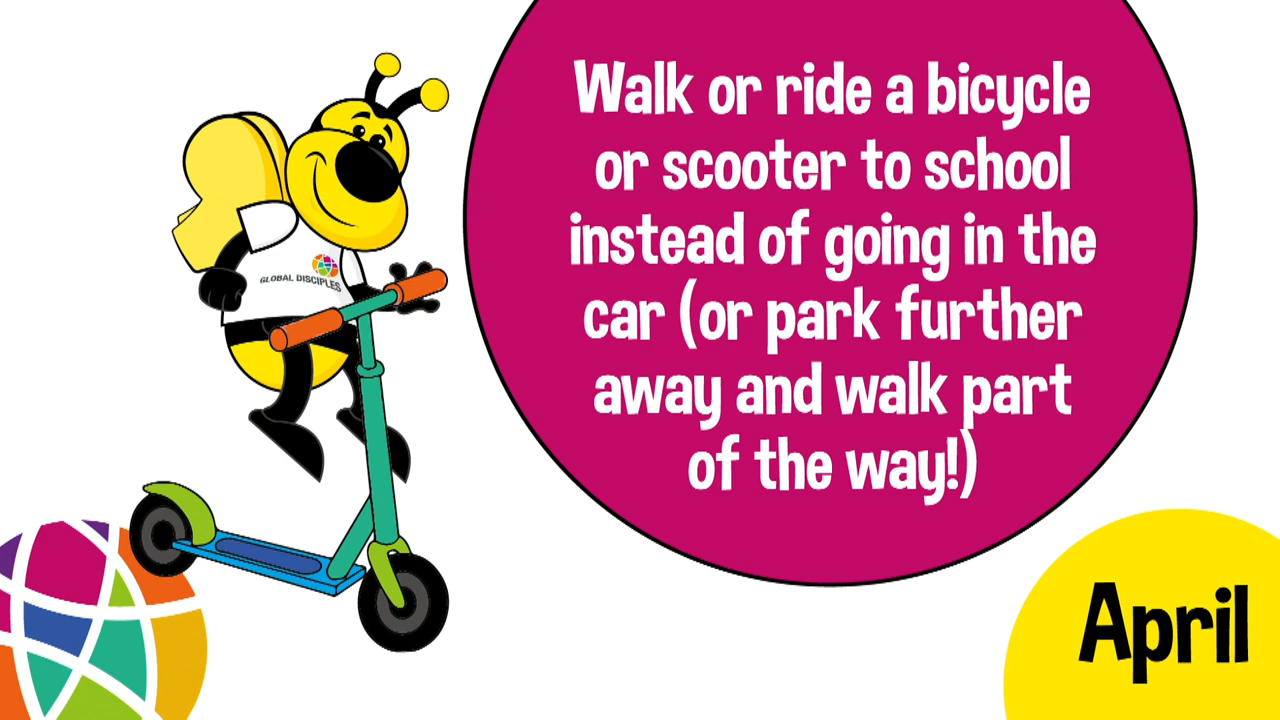 Walk or ride a bicycle
or scooter to school
instead of going in the
car (or park further
away and walk part
of the way!)
GLOBAL DISCIPLES
April